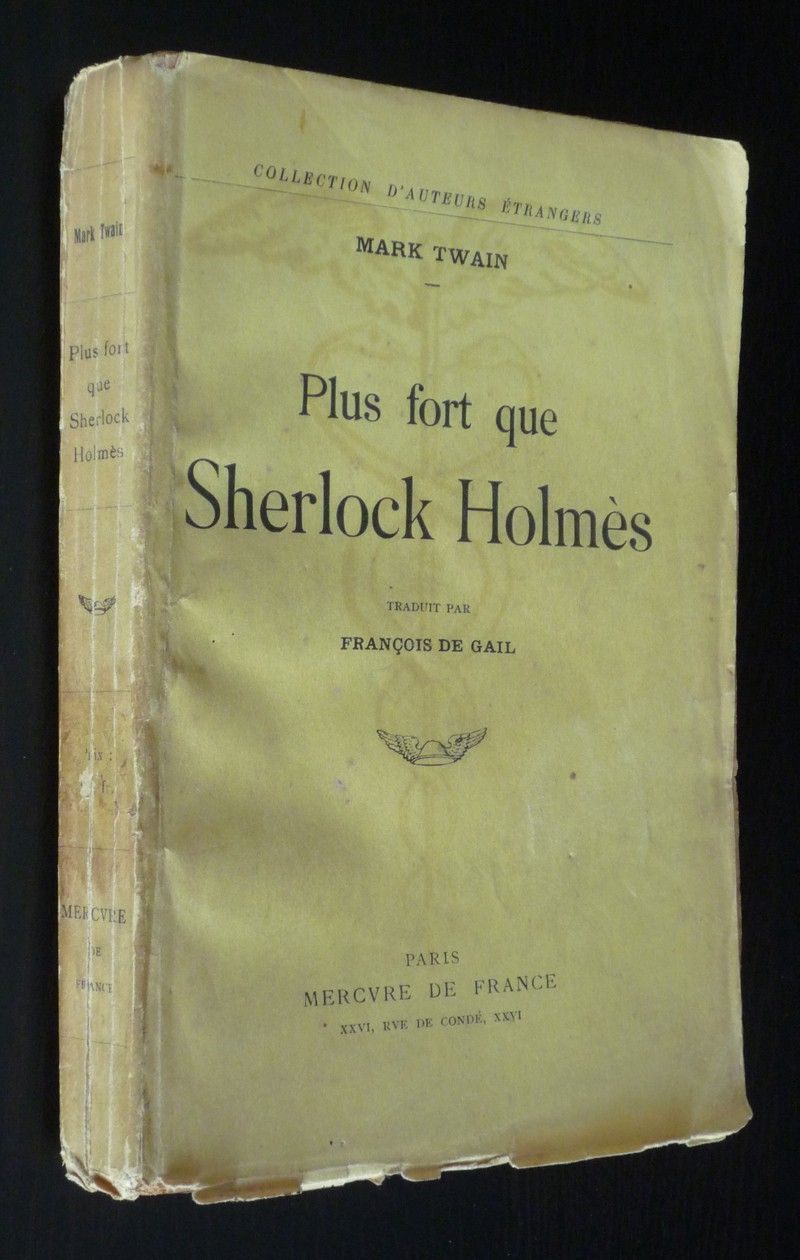 COLLECTION D'AUTEURS ÉTRANGERS
MARK TWAIN
Plus fort que
Sherlock Holmès
TRADUIT PAR
FRANÇOIS DE GAIL
PARIS
MERCVRE DE FRANCE
XXVI, RVE DE CONDÉ, XXVI
Mark Twain
Plus fort
que
Sherlock
Holmès
MERCVRE
DE
FRANCE